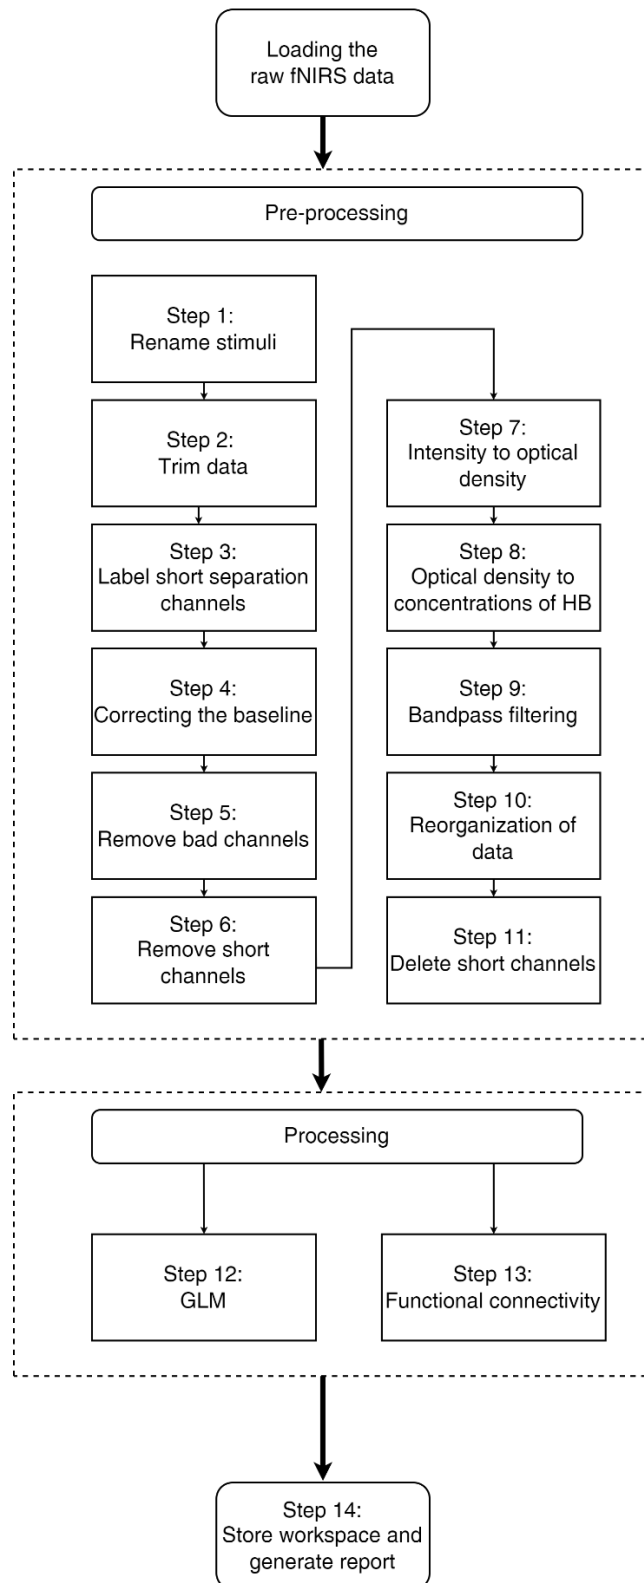 Loading the
raw fNIRS data
Pre-processing
Step 1:
Rename stimuli
Step 2:
Trim data
Step 3:
Label short separation
channels
Step 4:
Correcting the baseline
Step 5:
Remove bad channels
Step 6:
Remove short
channels
Step 7:
Intensity to optical
density
Step 8:
Optical density to
concentrations of HB
Step 9:
Bandpass filtering
Step 10:
Reorganization of
data
Step 11:
Delete short channels
Processing
Step 12:
GLM
Step 13:
Functional connectivity
Step 14:
Store workspace and
generate report